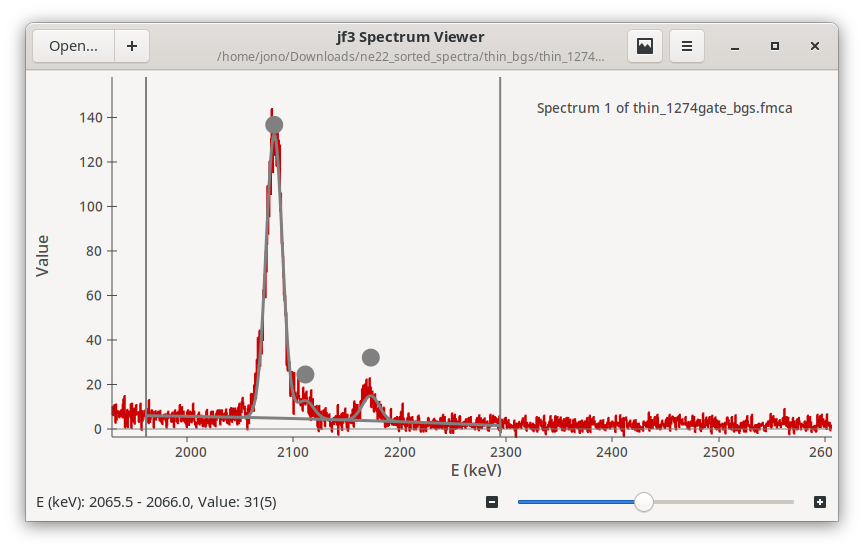 Open...
+
jf3 Spectrum Viewer
/home/jono/Downloads/ne22_sorted_spectra/thin_bgs/thin_1274...
Spectrum 1 of thin_1274gate_bgs.fmca
Value
140
120
100
80
60
40
20
0
2000 2100 2200 2300 2400 2500 260
E (keV)
E (keV): 2065.5 - 2066.0, Value: 31(5)